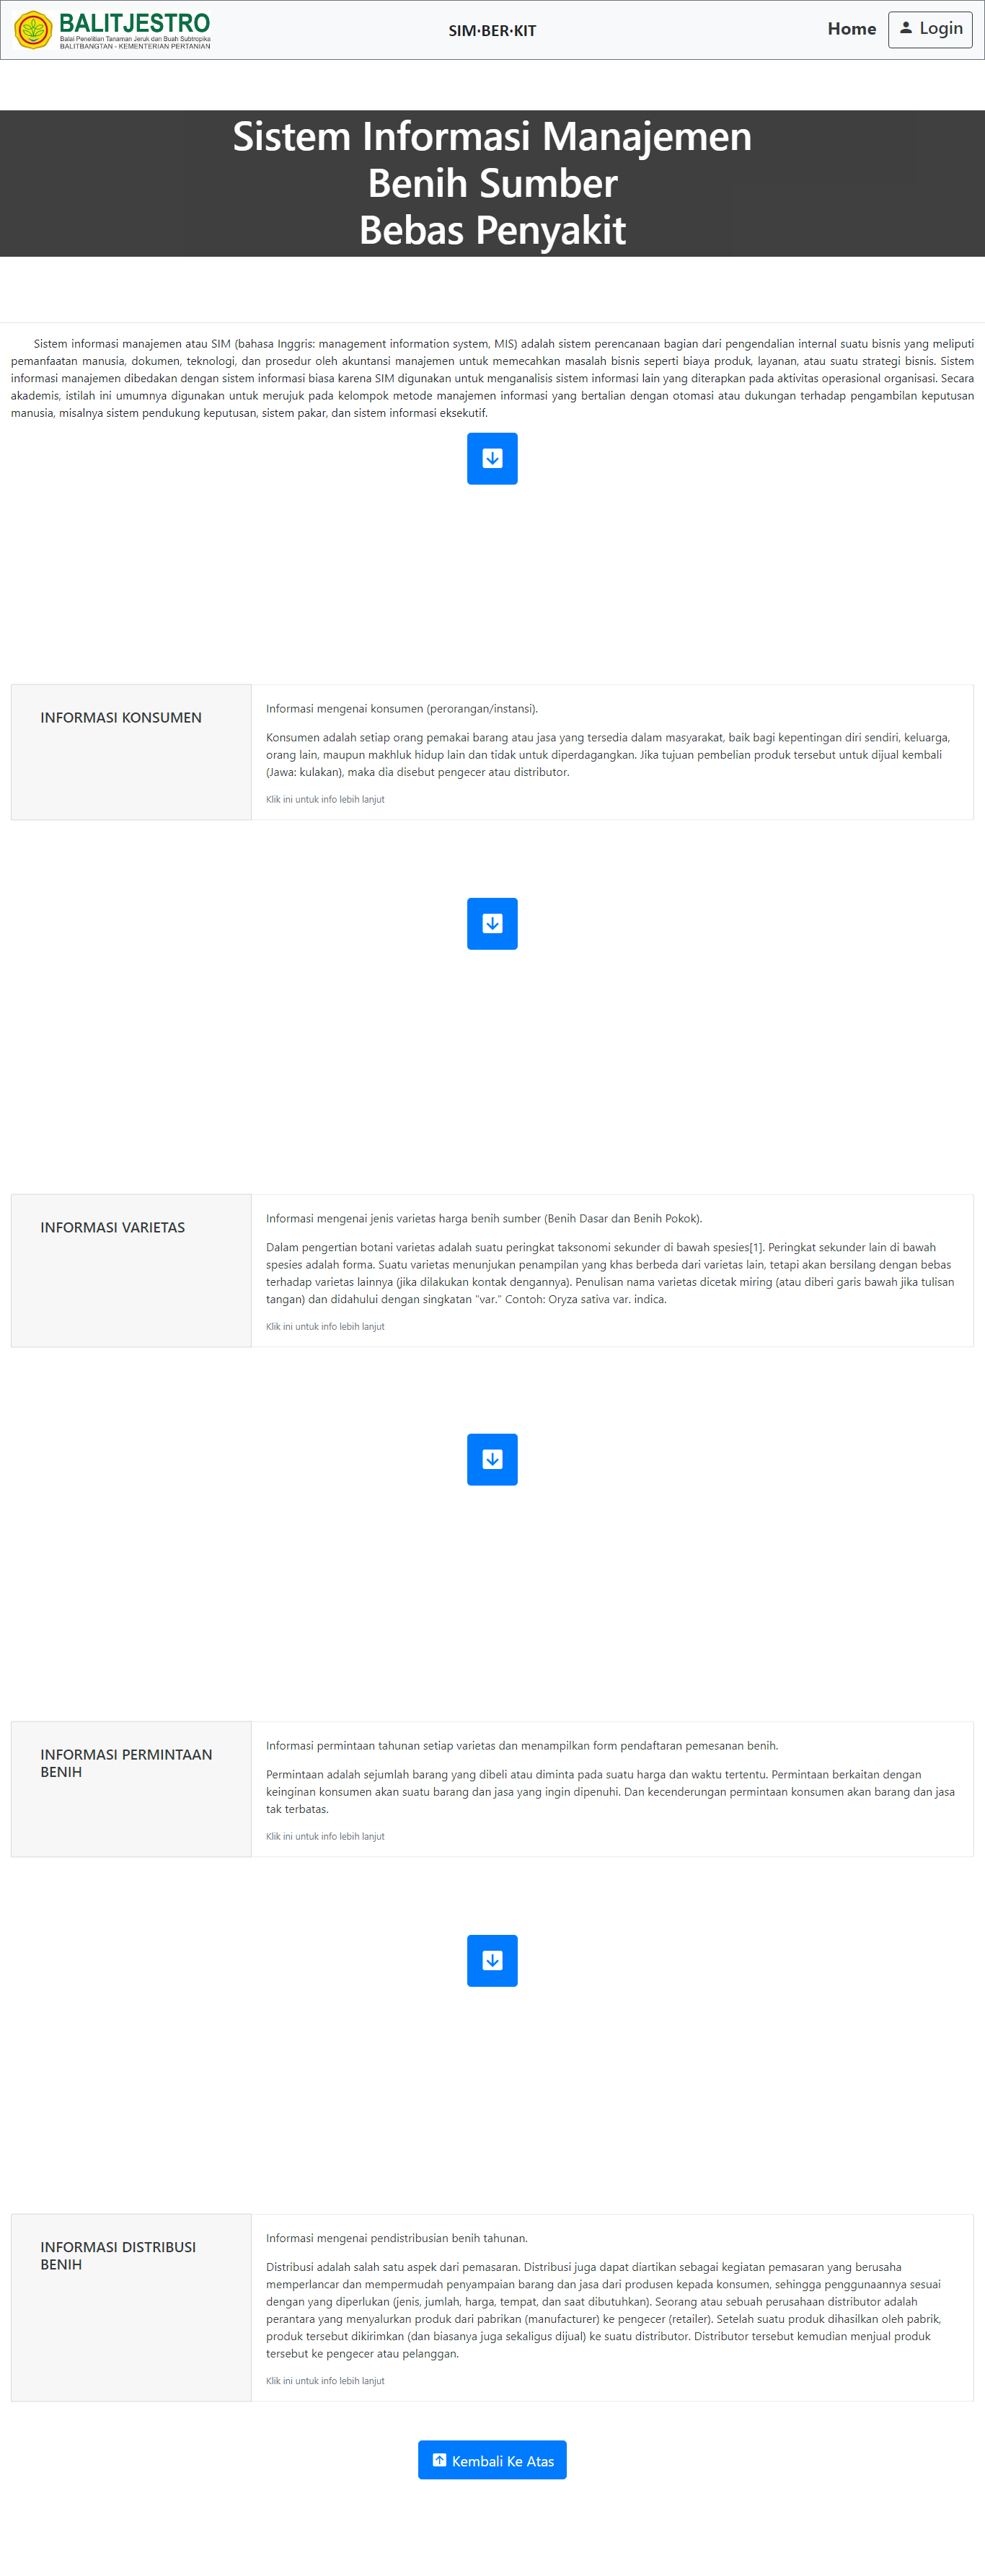 BALITJESTRO
Balai Penelitian Tanaman Jeruk dan Buah Subtropika
BALITBANGTAN - KEMENTERIAN PERTANIAN
SIM·BER·KIT
Home
Login
Sistem Informasi Manajemen
Benih Sumber
Bebas Penyakit
Sistem informasi manajemen atau SIM (bahasa Inggris: management information system, MIS) adalah sistem perencanaan bagian dari pengendalian internal suatu bisnis yang meliputi
pemanfaatan manusia, dokumen, teknologi, dan prosedur oleh akuntansi manajemen untuk memecahkan masalah bisnis seperti biaya produk, layanan, atau suatu strategi bisnis. Sistem
informasi manajemen dibedakan dengan sistem informasi biasa karena SIM digunakan untuk menganalisis sistem informasi lain yang diterapkan pada aktivitas operasional organisasi. Secara
akademis, istilah ini umumnya digunakan untuk merujuk pada kelompok metode manajemen informasi yang bertalian dengan otomasi atau dukungan terhadap pengambilan keputusan
manusia, misalnya sistem pendukung keputusan, sistem pakar, dan sistem informasi eksekutif.
INFORMASI KONSUMEN
Informasi mengenai konsumen (perorangan/instansi).
Konsumen adalah setiap orang pemakai barang atau jasa yang tersedia dalam masyarakat, baik bagi kepentingan diri sendiri, keluarga,
orang lain, maupun makhluk hidup lain dan tidak untuk diperdagangkan. Jika tujuan pembelian produk tersebut untuk dijual kembali
(Jawa: kulakan), maka dia disebut pengecer atau distributor.
Klik ini untuk info lebih lanjut
INFORMASI VARIETAS
Informasi mengenai jenis varietas harga benih sumber (Benih Dasar dan Benih Pokok).
Dalam pengertian botani varietas adalah suatu peringkat taksonomi sekunder di bawah spesies[1]. Peringkat sekunder lain di bawah
spesies adalah forma. Suatu varietas menunjukan penampilan yang khas berbeda dari varietas lain, tetapi akan bersilang dengan bebas
terhadap varietas lainnya (jika dilakukan kontak dengannya). Penulisan nama varietas dicetak miring (atau diberi garis bawah jika tulisan
tangan) dan didahului dengan singkatan "var." Contoh: Oryza sativa var. indica.
Klik ini untuk info lebih lanjut
INFORMASI PERMINTAAN
BENIH
Informasi permintaan tahunan setiap varietas dan menampilkan form pendaftaran pemesanan benih.
Permintaan adalah sejumlah barang yang dibeli atau diminta pada suatu harga dan waktu tertentu. Permintaan berkaitan dengan
keinginan konsumen akan suatu barang dan jasa yang ingin dipenuhi. Dan kecenderungan permintaan konsumen akan barang dan jasa
tak terbatas.
Klik ini untuk info lebih lanjut
INFORMASI DISTRIBUSI
BENIH
Informasi mengenai pendistribusian benih tahunan.
Distribusi adalah salah satu aspek dari pemasaran. Distribusi juga dapat diartikan sebagai kegiatan pemasaran yang berusaha
memperlancar dan mempermudah penyampaian barang dan jasa dari produsen kepada konsumen, sehingga penggunaannya sesuai
dengan yang diperlukan (jenis, jumlah, harga, tempat, dan saat dibutuhkan). Seorang atau sebuah perusahaan distributor adalah
perantara yang menyalurkan produk dari pabrikan (manufacturer) ke pengecer (retailer). Setelah suatu produk dihasilkan oleh pabrik,
produk tersebut dikirimkan (dan biasanya juga sekaligus dijual) ke suatu distributor. Distributor tersebut kemudian menjual produk
tersebut ke pengecer atau pelanggan.
Klik ini untuk info lebih lanjut
Kembali Ke Atas